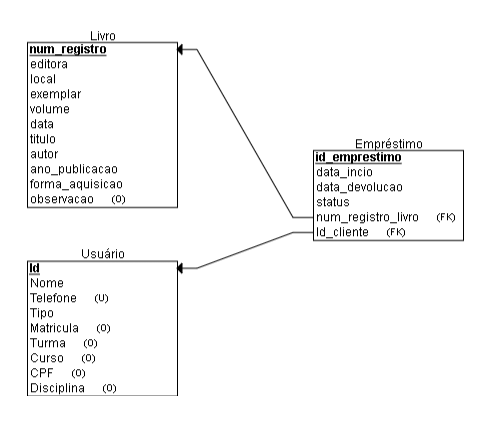 Livro
num_registro
editora
local
exemplar
volume
data
titulo
autor
ano_publicacao
forma_aquisicao
observacao (O)
Empréstimo
id_emprestimo
data_incio
data_devolucao
status
num_registro_livro (FK)
Id_cliente (FK)
Usuário
Id
Nome
Telefone (U)
Tipo
Matricula (O)
Turma (O)
Curso (O)
CPF (O)
Disciplina (O)